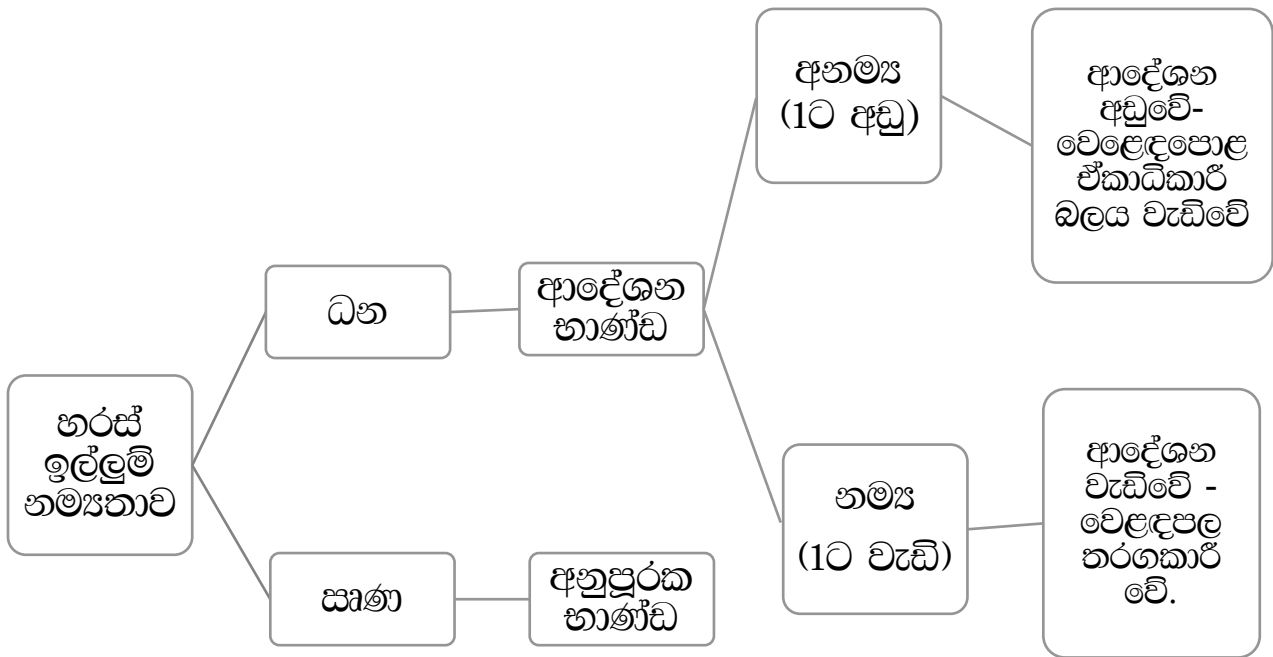 හරස්
ඉල්ලුම්
නම්‍යතාව
ධන
ආදේශන
භාණ්ඩ
අනම්‍ය
(1ට අඩු)
ආදේශන
අඩුවේ-
වෙළෙඳපොළ
ඒකාධිකාරී
බලය වැඩිවේ
නම්‍ය
(1ට වැඩි)
ආදේශන
වැඩිවේ -
වෙළඳපල
තරගකාරී
වේ.
ඍණ
අනුපූරක
භාණ්ඩ